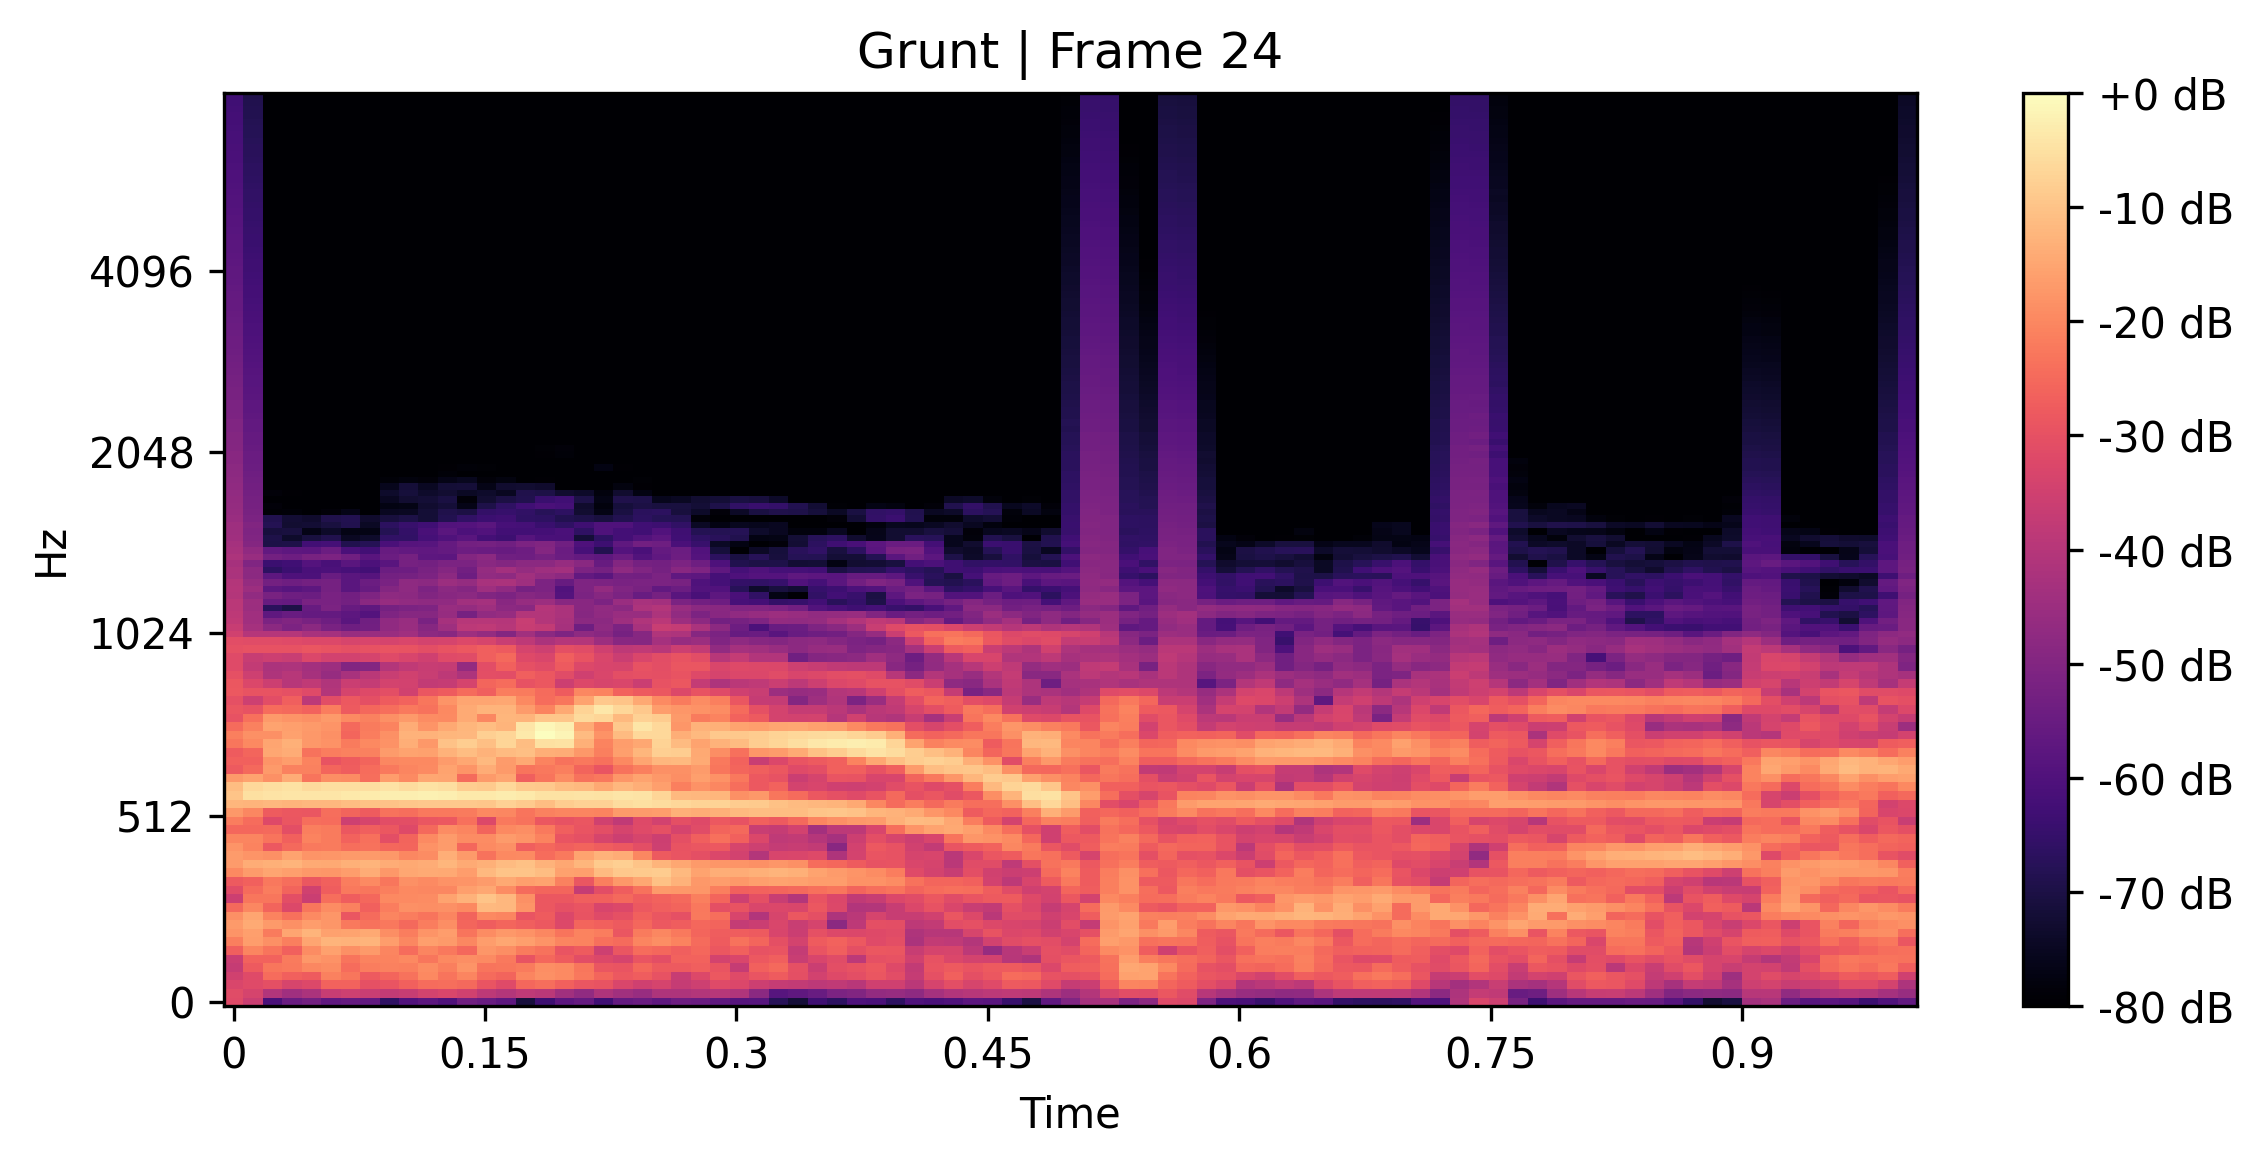 Grunt | Frame 24
+0 dB
-10 dB
-20 dB
-30 dB
-40 dB
-50 dB
-60 dB
-70 dB
-80 dB
4096
2048
1024
512
0
Hz
0 0.15 0.3 0.45 0.6 0.75 0.9
Time